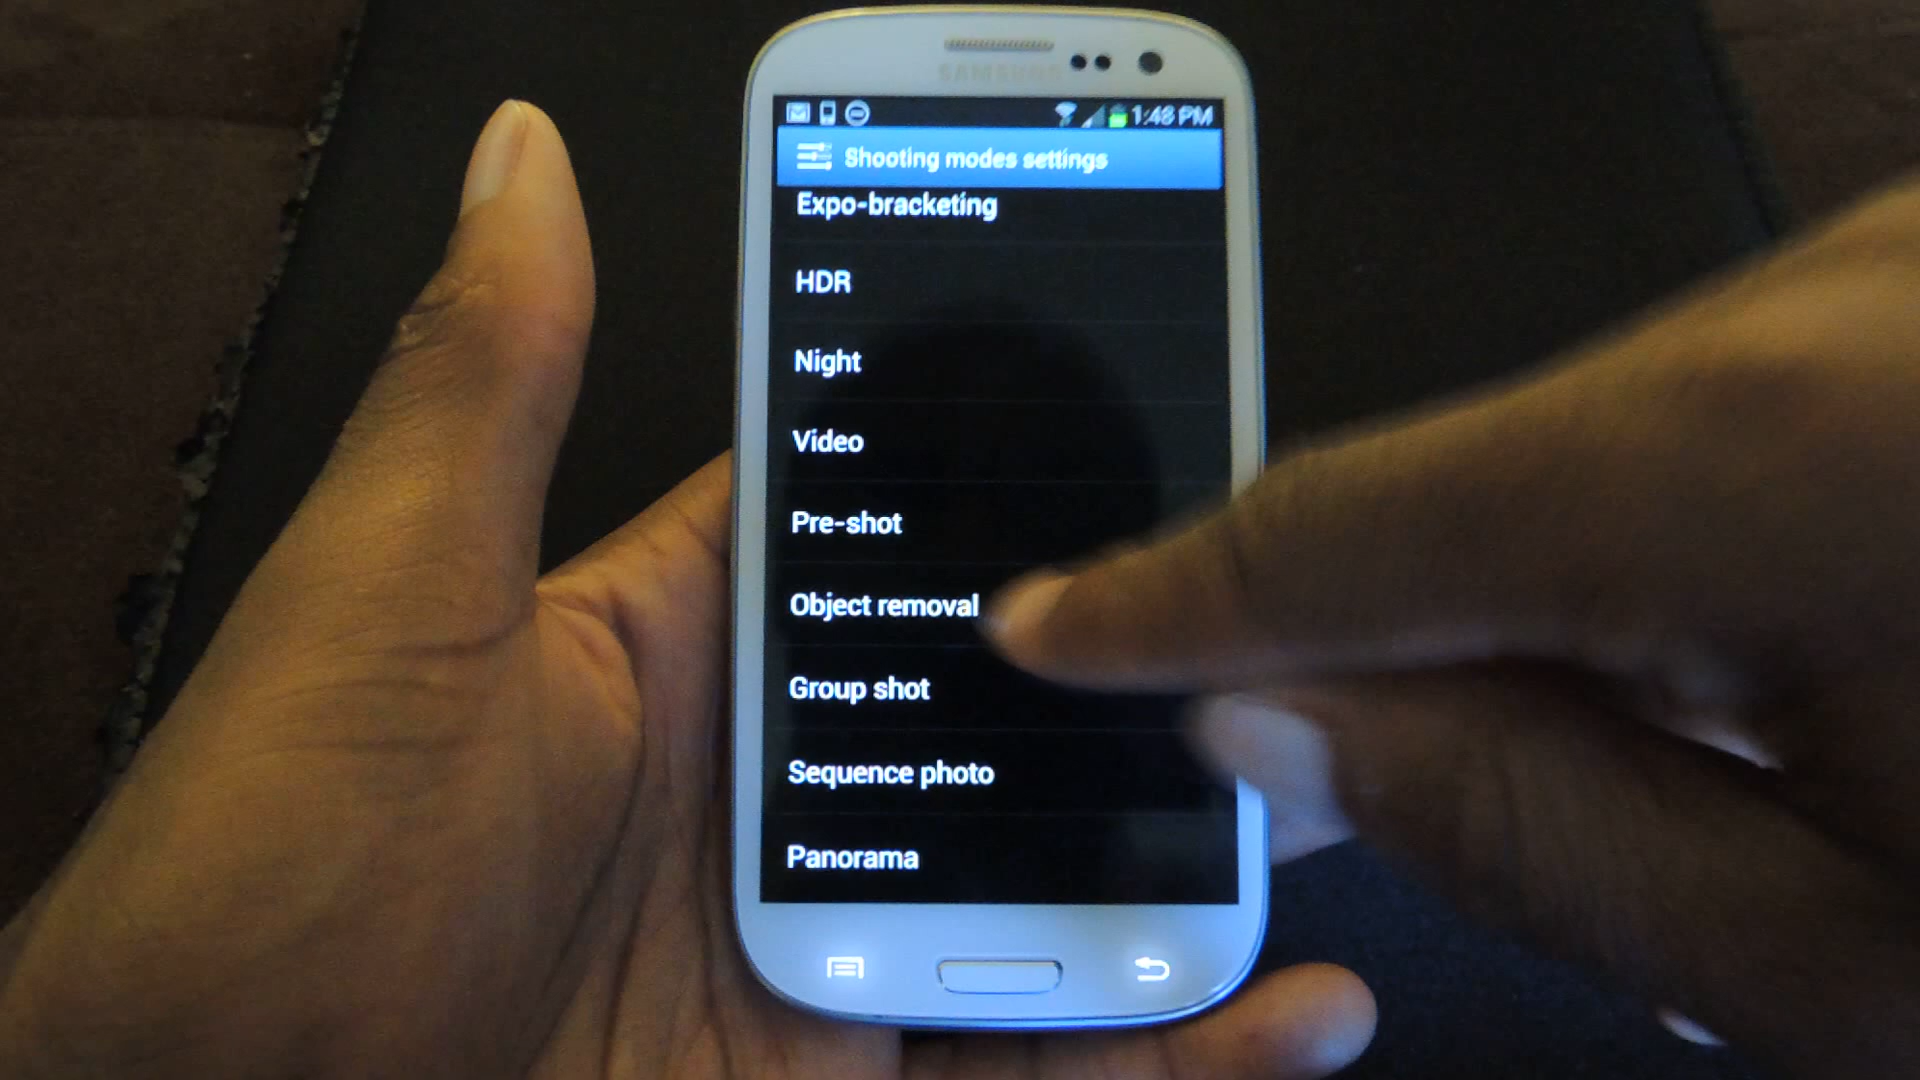 SAMSUNG
1:48 PM
Shooting modes settings
Expo-bracketing
HDR
Night
Video
Pre-shot
Object removal
Group shot
Sequence photo
Panorama